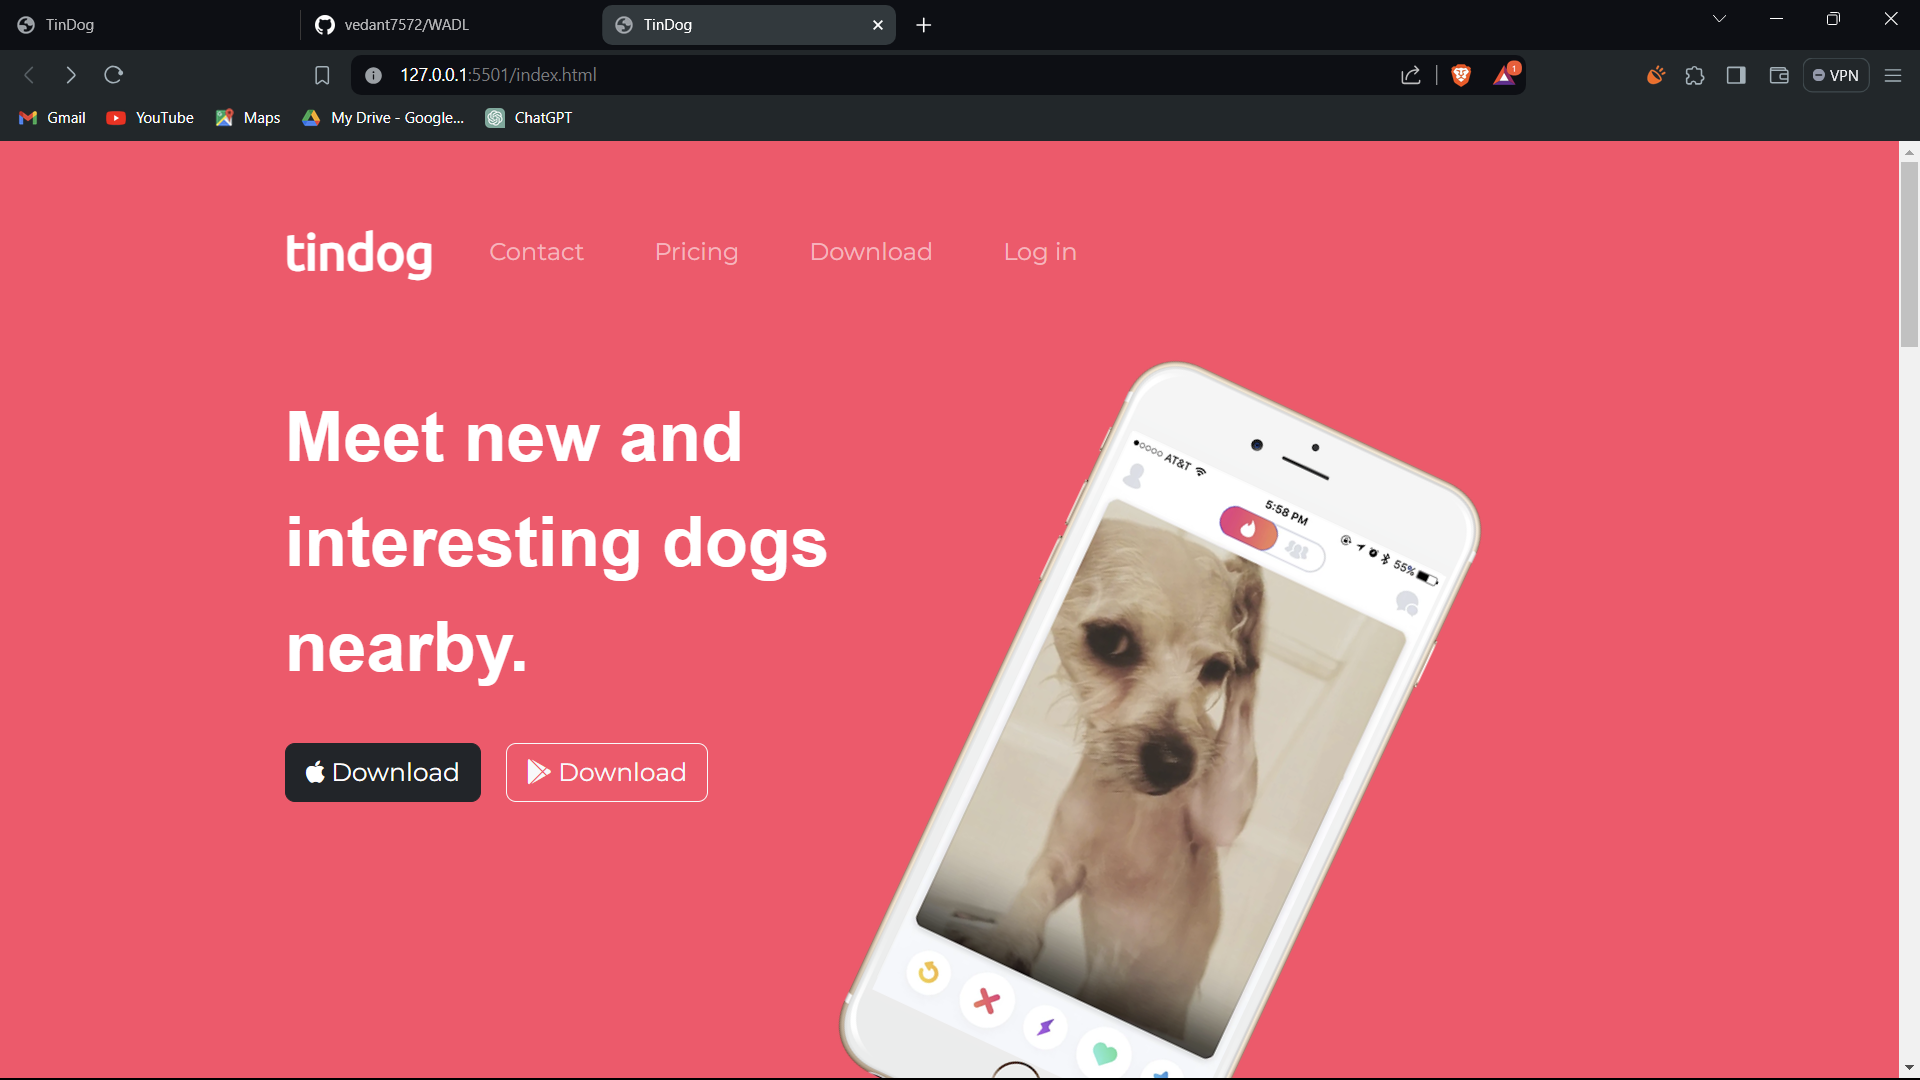 TinDog
vedant7572/WADL
TinDog
127.0.0.1:5501/index.html
1
VPN
Gmail
YouTube
Maps
My Drive - Google...
ChatGPT
tindog
Contact
Pricing
Download
Log in
Meet new and
interesting dogs
nearby.
Download
Download
AT&T
5:58 PM
55%